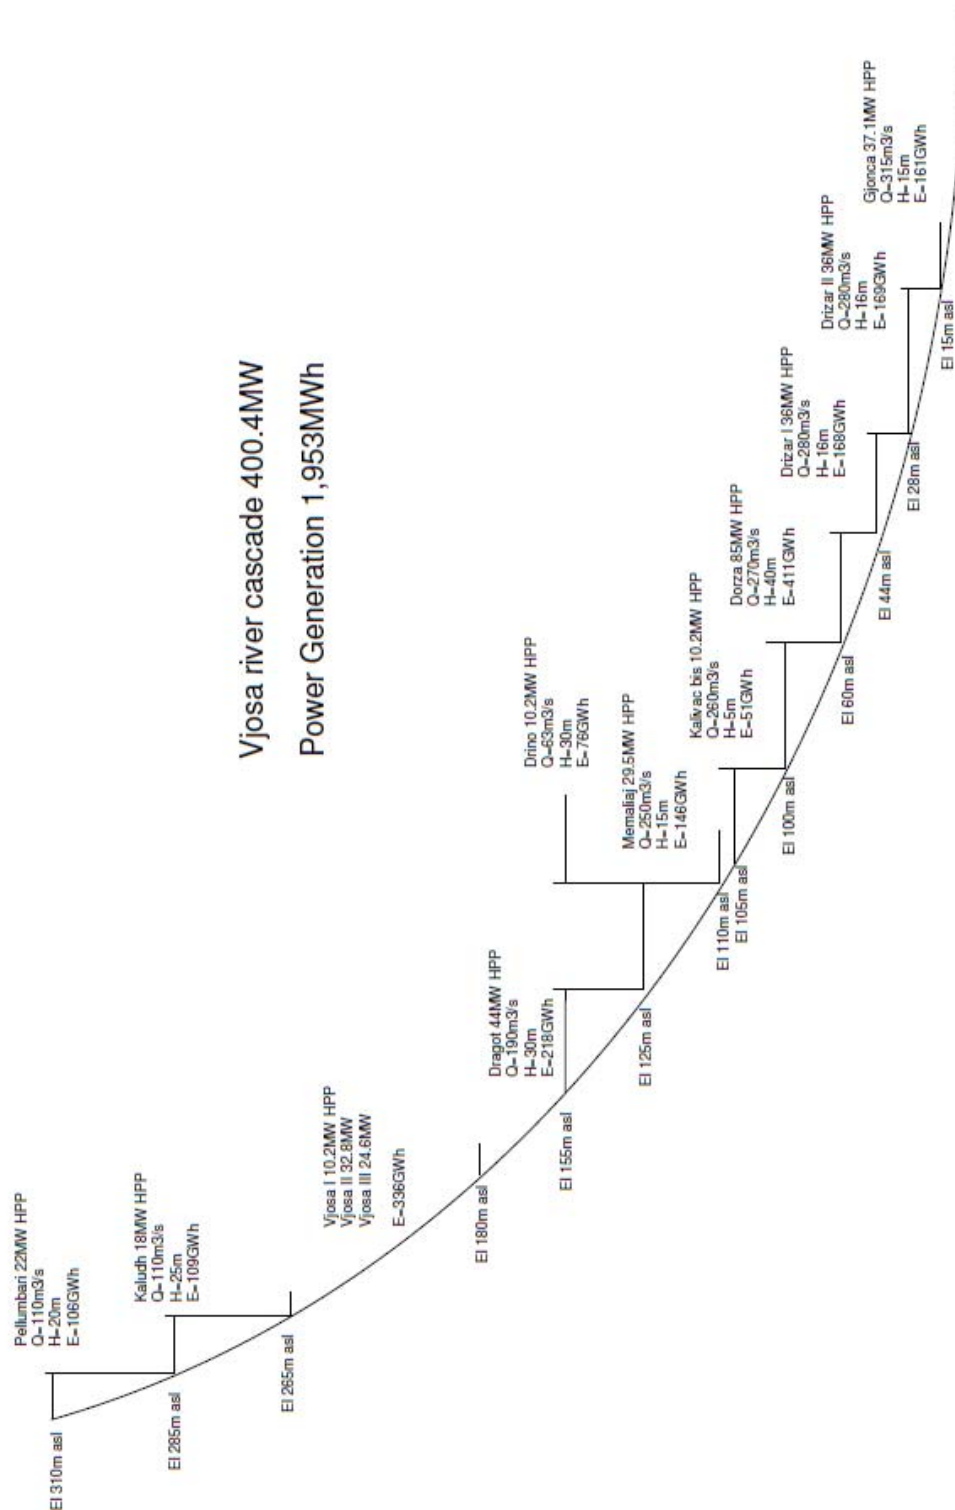 Vjosa river cascade 400.4MW
Power Generation 1,953MWh
Pellumbari 22MW HPP
Q=110m3/s
H=20m
E=106GWh
Kaludh 18MW HPP
Q=110m3/s
H=25m
E=109GWh
Vjosa I 10.2MW HPP
Vjosa II 32.8MW
Vjosa III 24.6MW
E=336GWh
Dragot 44MW HPP
Q=190m3/s
H=30m
E=218GWh
Drino 10.2MW HPP
Q=63m3/s
H=30m
E=76GWh
Memaliaj 29.5MW HPP
Q=250m3/s
H=15m
E=146GWh
Kalivac bis 10.2MW HPP
Q=260m3/s
H=5m
E=51GWh
Dorza 85MW HPP
Q=270m3/s
H=40m
E=411GWh
Drizar I 36MW HPP
Q=280m3/s
H=16m
E=168GWh
Drizar II 36MW HPP
Q=280m3/s
H=16m
E=169GWh
Gjonca 37.1MW HPP
Q=315m3/s
H=15m
E=161GWh
El 310m asl
El 285m asl
El 265m asl
El 180m asl
El 155m asl
El 125m asl
El 110m asl
El 105m asl
El 100m asl
El 60m asl
El 44m asl
El 28m asl
El 15m asl